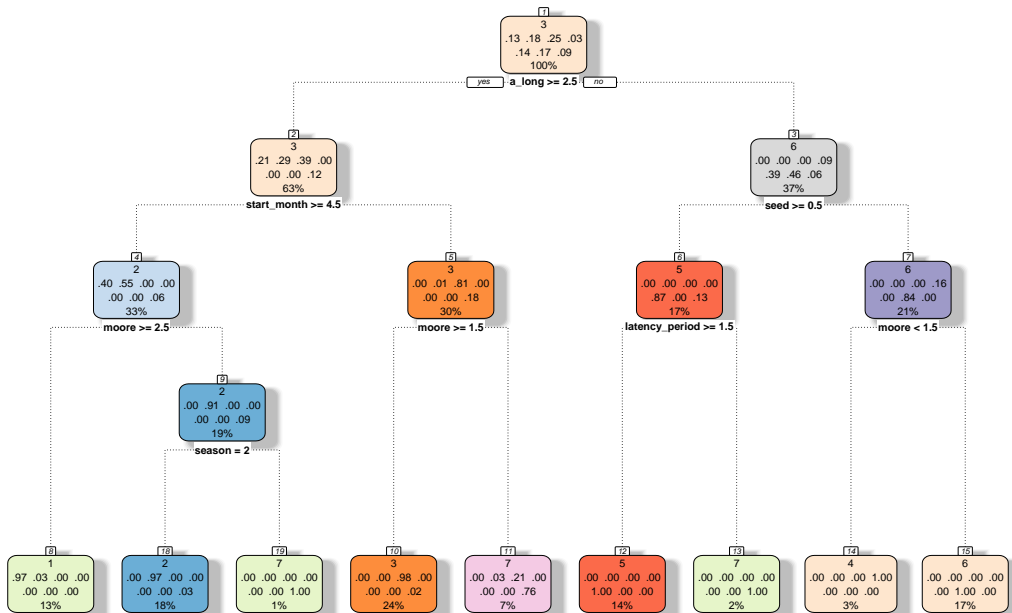 1
3
.13 .18 .25 .03
.14 .17 .09
100%
yes a_long >= 2.5 no
2
3
.21 .29 .39 .00
.00 .00 .12
63%
start_month >= 4.5
3
6
.00 .00 .00 .09
.39 .46 .06
37%
seed >= 0.5
4
2
.40 .55 .00 .00
.00 .00 .06
33%
moore >= 2.5
5
3
.00 .01 .81 .00
.00 .00 .18
30%
moore >= 1.5
6
5
.00 .00 .00 .00
.87 .00 .13
17%
latency_period >= 1.5
7
6
.00 .00 .00 .16
.00 .84 .00
21%
moore < 1.5
9
2
.00 .91 .00 .00
.00 .00 .09
19%
season = 2
8
1
.97 .03 .00 .00
.00 .00 .00
13%
18
2
.00 .97 .00 .00
.00 .00 .03
18%
19
7
.00 .00 .00 .00
.00 .00 1.00
1%
10
3
.00 .00 .98 .00
.00 .00 .02
24%
11
7
.00 .03 .21 .00
.00 .00 .76
7%
12
5
.00 .00 .00 .00
1.00 .00 .00
14%
13
7
.00 .00 .00 .00
.00 .00 1.00
2%
14
4
.00 .00 .00 1.00
.00 .00 .00
3%
15
6
.00 .00 .00 .00
.00 1.00 .00
17%